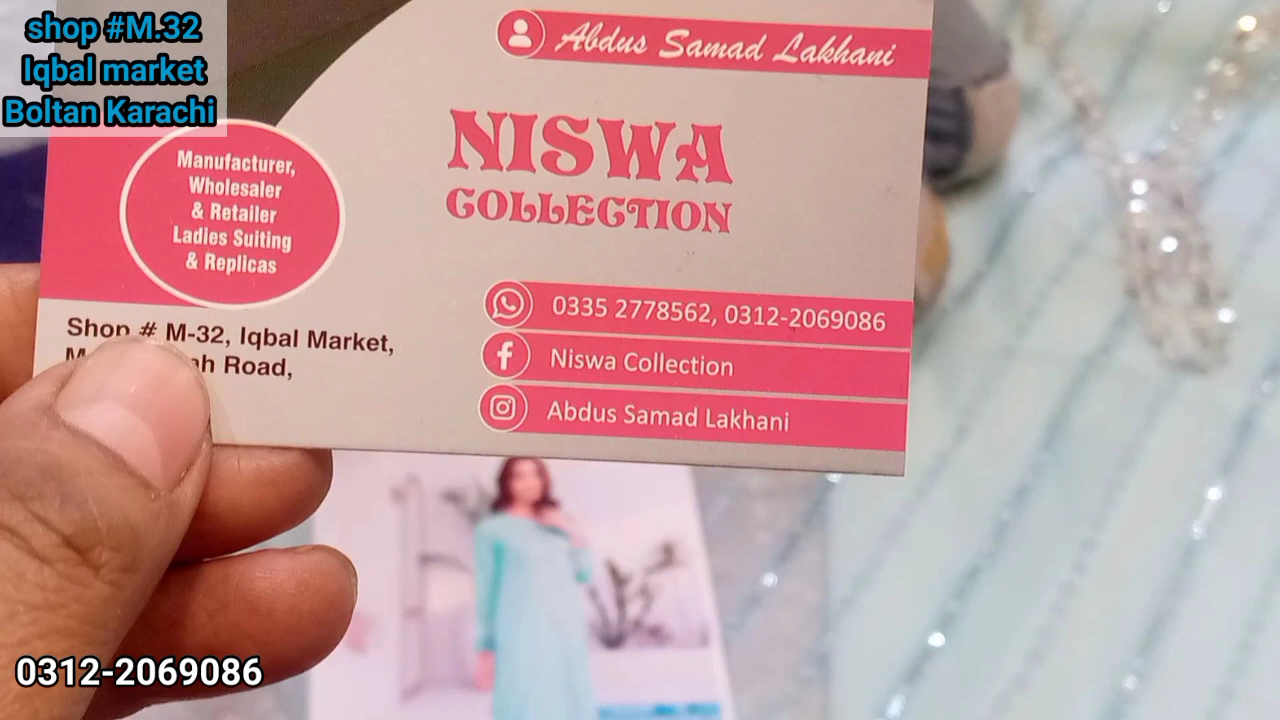 shop #M.32
Iqbal market
Boltan Karachi
Abdus Samad Lakhani
NISWA
COLLECTION
Manufacturer,
Wholesaler
& Retailer
Ladies Suiting
& Replicas
Shop # M-32, Iqbal Market,
Road,
0335 2778562, 0312-2069086
Niswa Collection
Abdus Samad Lakhani
0312-2069086